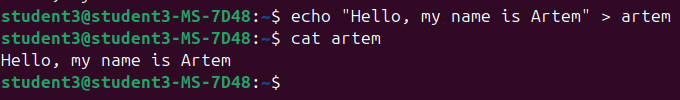 student3@student3-MS-7D48:~$ echo "Hello, my name is Artem" > artem
student3@student3-MS-7D48:~$ cat artem
Hello, my name is Artem
student3@student3-MS-7D48:~$